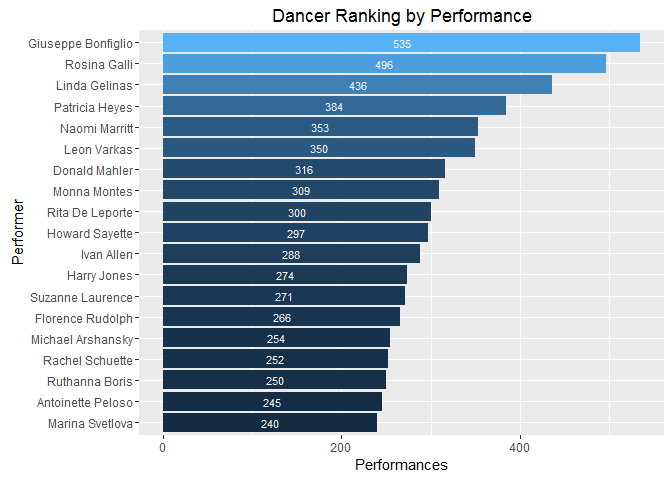 Dancer Ranking by Performance
Performer
Giuseppe Bonfiglio 535
Rosina Galli 496
Linda Gelinas 436
Patricia Heyes 384
Naomi Marritt 353
Leon Varkas 350
Donald Mahler 316
Monna Montes 309
Rita De Leporte 300
Howard Sayette 297
Ivan Allen 288
Harry Jones 274
Suzanne Laurence 271
Florence Rudolph 266
Michael Arshansky 254
Rachel Schuette 252
Ruthanna Boris 250
Antoinette Peloso 245
Marina Svetlova 240
0 200 400
Performances